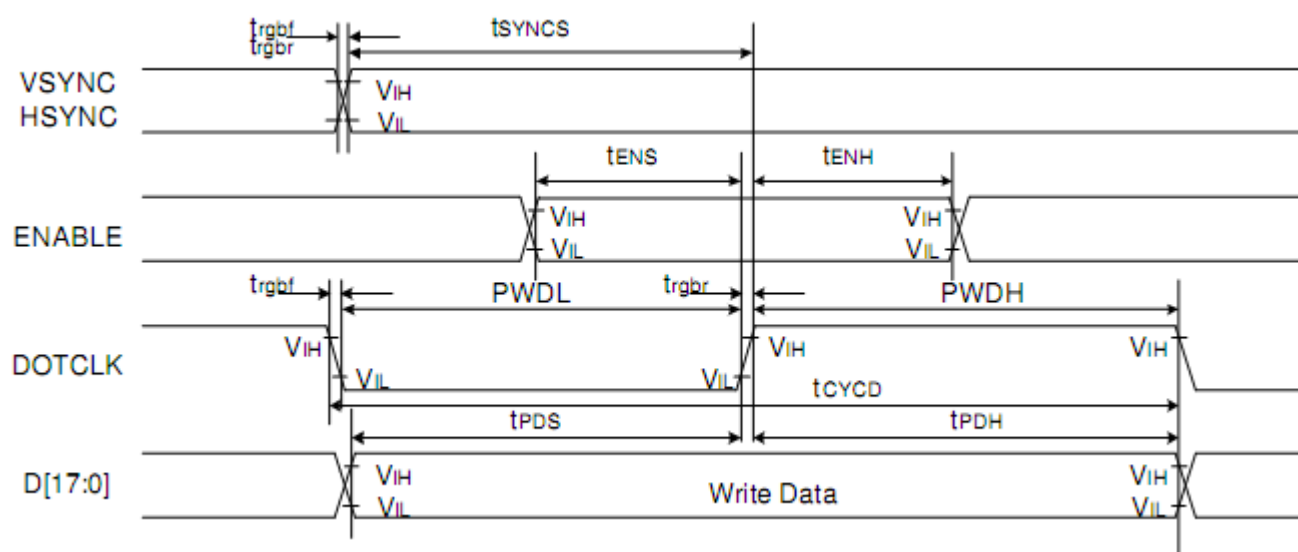 trgbf tSYNCS
trgbr
VSYNC
HSYNC
VIH
VIL
tENS tENH
ENABLE
VIH VIH
VIL VIL
trgbf PWDL trgbr PWDH
DOTCLK
VIH VIH VIH
VIL VIL
tCYCD
tPDS tPDH
D[17:0]
VIH VIH
Write Data
VIL VIL